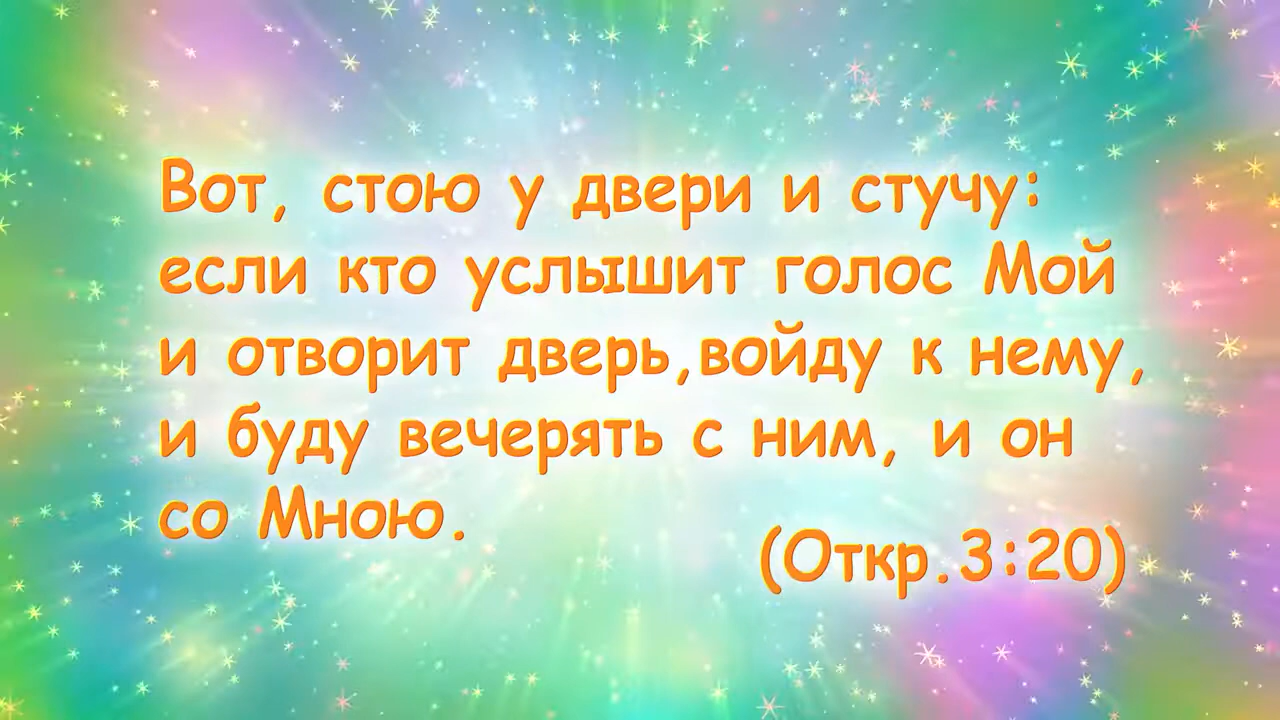 Вот, стою у двери и стучу:
если кто услышит голос Мой
и отворит дверь,войду к нему,
и буду вечерять с ним, и он
со Мною.
(Откр.3:20)